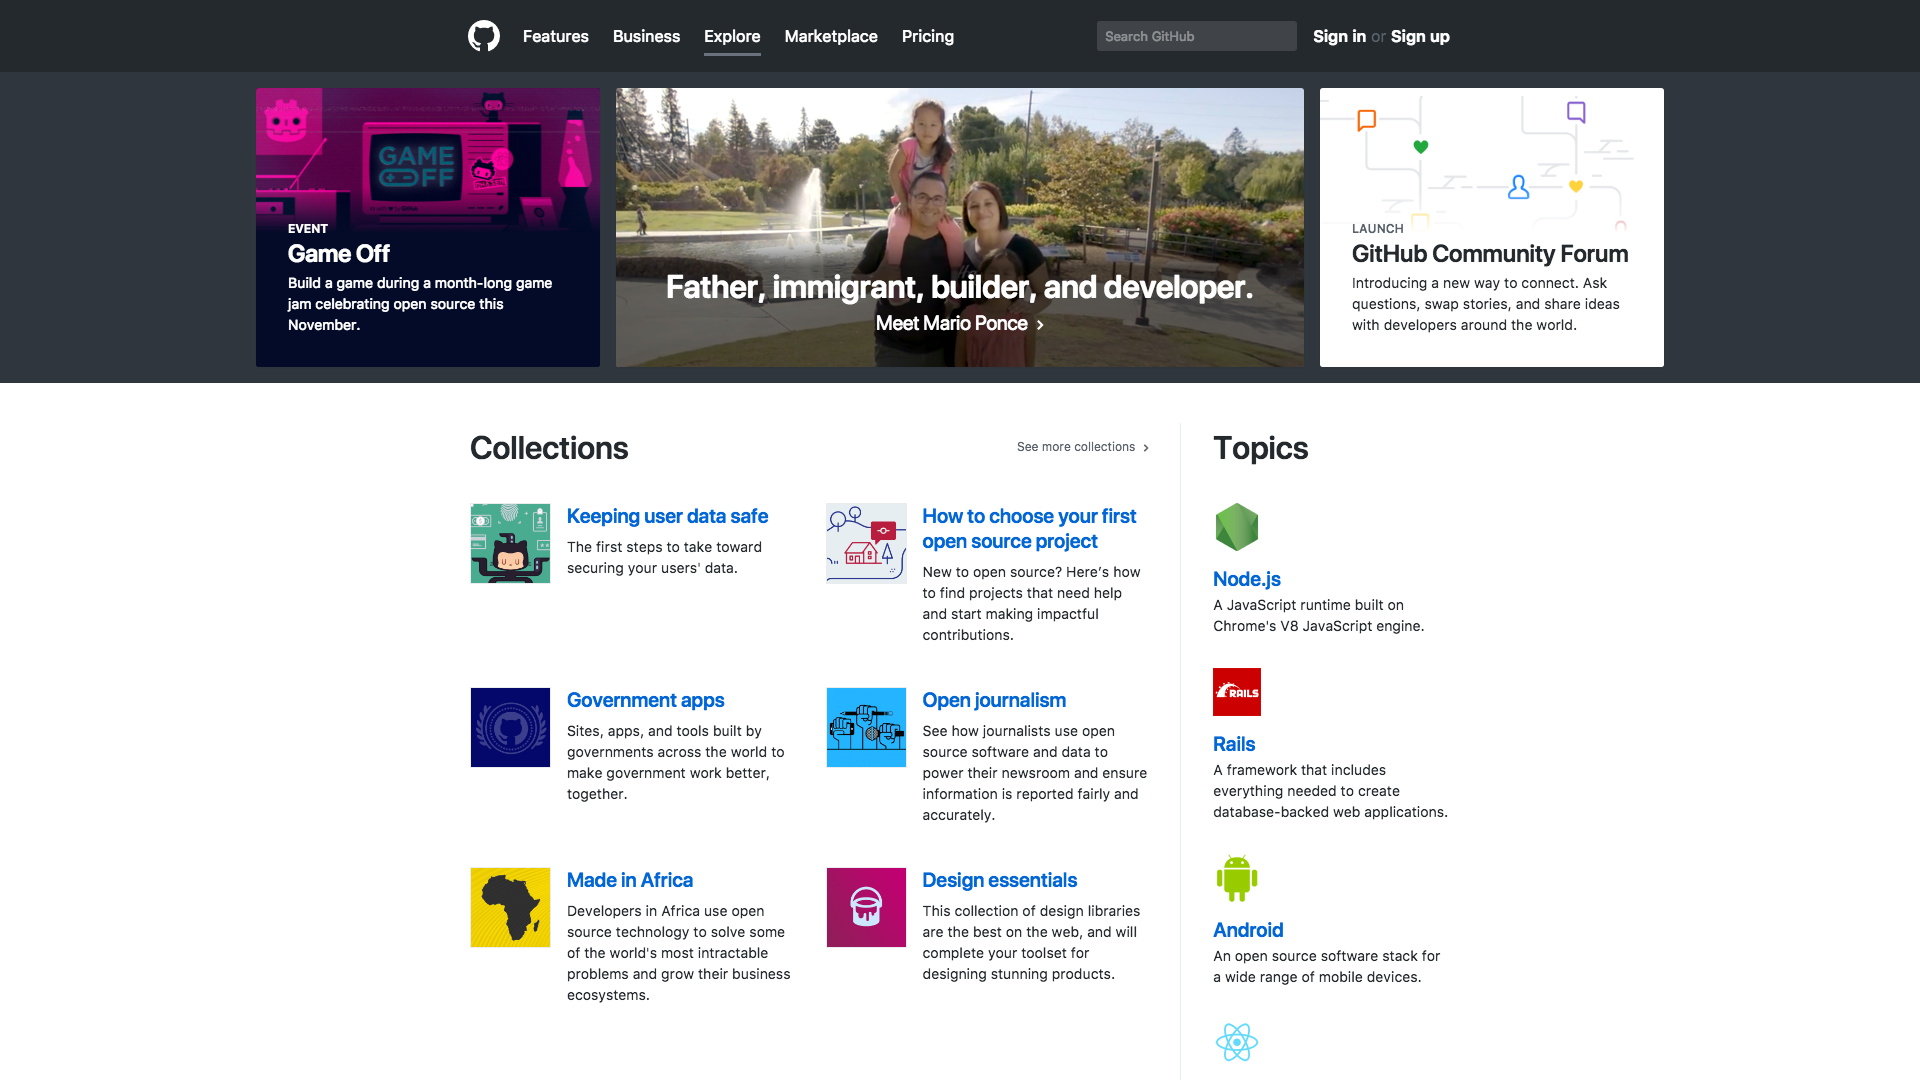 Features
Business
Explore
Marketplace
Pricing
Search GitHub
Sign in or Sign up
GAME
OFF
EVENT
Game Off
Build a game during a month-long game
jam celebrating open source this
November.
Father, immigrant, builder, and developer.
Meet Mario Ponce
LAUNCH
GitHub Community Forum
Introducing a new way to connect. Ask
questions, swap stories, and share ideas
with developers around the world.
Collections
See more collections
Keeping user data safe
The first steps to take toward
securing your users' data.
How to choose your first
open source project
New to open source? Here’s how
to find projects that need help
and start making impactful
contributions.
Government apps
Sites, apps, and tools built by
governments across the world to
make government work better,
together.
Open journalism
See how journalists use open
source software and data to
power their newsroom and ensure
information is reported fairly and
accurately.
Made in Africa
Developers in Africa use open
source technology to solve some
of the world's most intractable
problems and grow their business
ecosystems.
Design essentials
This collection of design libraries
are the best on the web, and will
complete your toolset for
designing stunning products.
Topics
Node.js
A JavaScript runtime built on
Chrome's V8 JavaScript engine.
RAILS
Rails
A framework that includes
everything needed to create
database-backed web applications.
Android
An open source software stack for
a wide range of mobile devices.